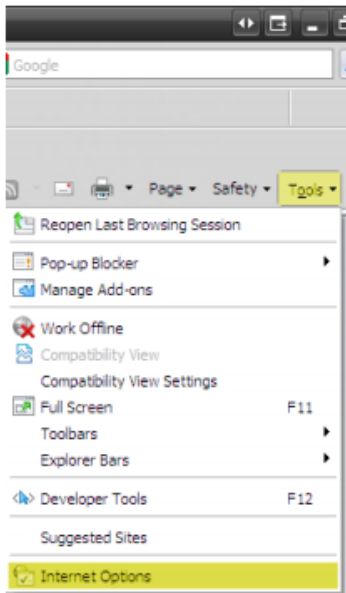 Google
Page Safety Tools
Reopen Last Browsing Session
Pop-up Blocker
Manage Add-ons
Work Offline
Compatibility View
Compatibility View Settings
Full Screen F11
Toolbars
Explorer Bars
Developer Tools F12
Suggested Sites
Internet Options